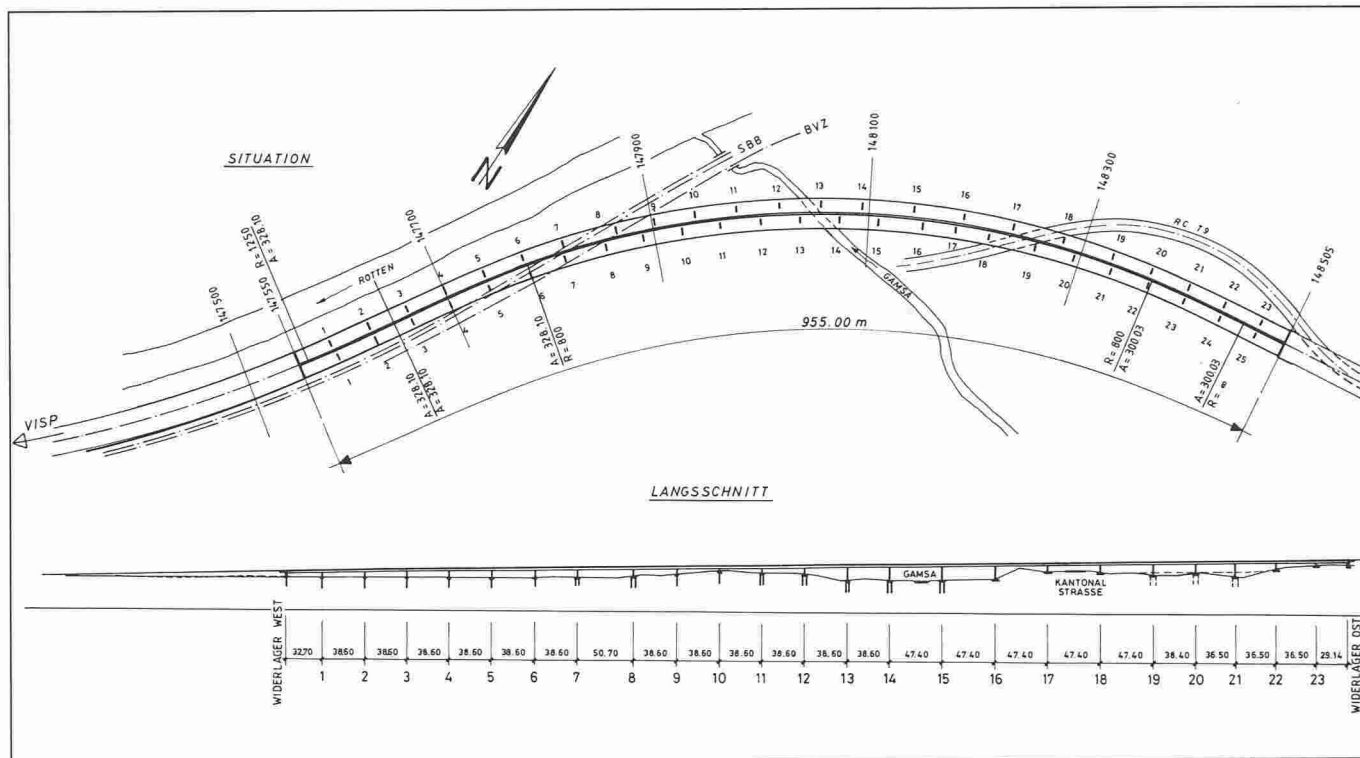 SITUATION
N
ROTTEN
VISP
147500
147550 R=1250
A=328.10
147700
147900
SBB
BVZ
148100
148300
RC 19
148505
GAMSA
1 2 3 4 5 6 7 8 9 10 11 12 13 14 15 16 17 18 19 20 21 22 23
1 2 3 4 5 6 7 8 9 10 11 12 13 14 15 16 17 18 19 20 21 22 23 24 25
A=328.10
A=328.10
A=328.10
R=800
955.00 m
R=800
A=300.03
A=300.03
R=∞
LANGSSCHNITT
GAMSA
KANTONAL
STRASSE
WIDERLAGER WEST
32.70 38.60 38.60 38.60 38.60 38.60 38.60 50.70 38.60 38.60 38.60 38.60 38.60 38.60 47.40 47.40 47.40 47.40 47.40 38.40 36.50 36.50 36.50 29.14
1 2 3 4 5 6 7 8 9 10 11 12 13 14 15 16 17 18 19 20 21 22 23
WIDERLAGER OST